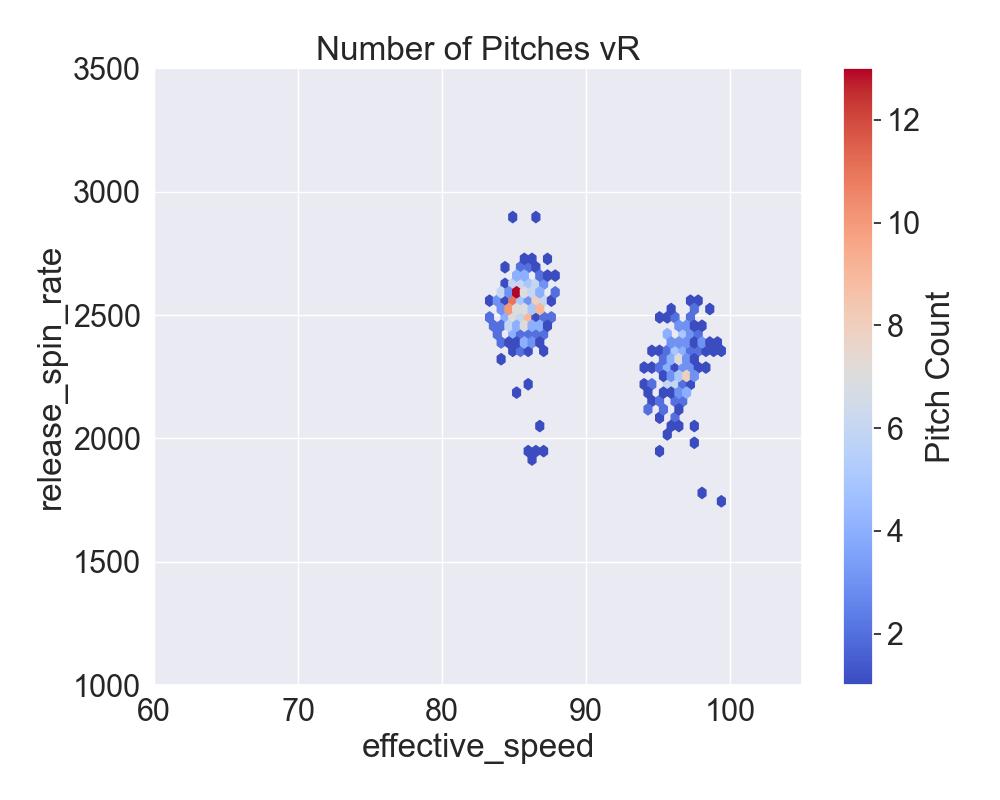 Number of Pitches vR
3500
3000
2500
2000
1500
1000
release_spin_rate
60 70 80 90 100
effective_speed
12
10
8
6
4
2
Pitch Count